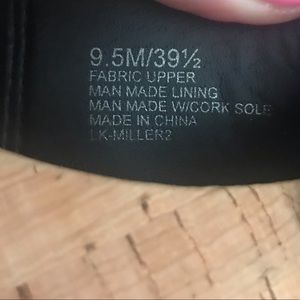 9.5M/39½
FABRIC UPPER
MAN MADE LINING
MAN MADE W/CORK SOLE
MADE IN CHINA
LK-MILLER2